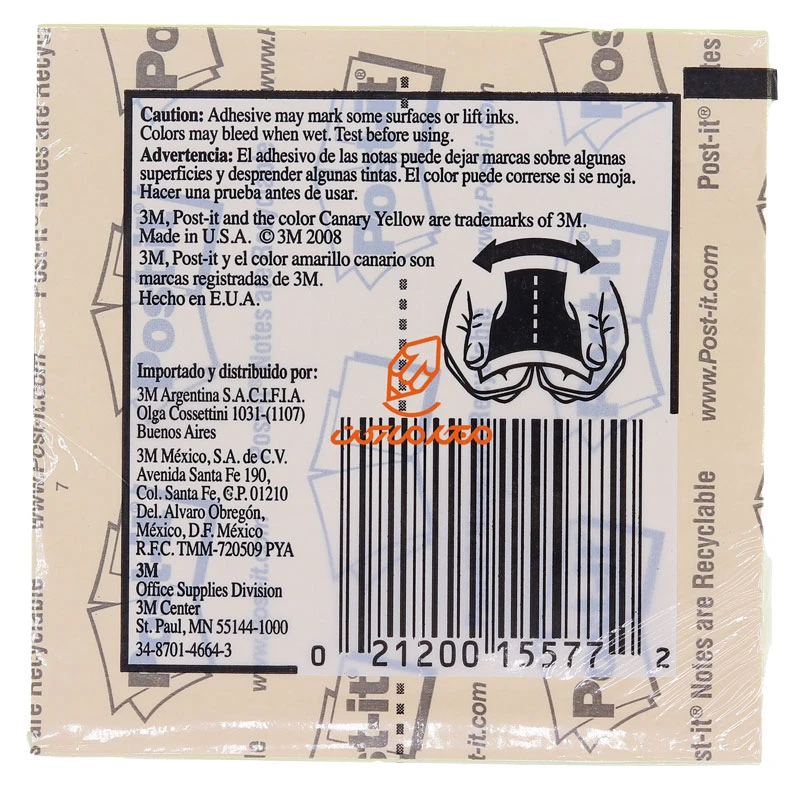 Caution: Adhesive may mark some surfaces or lift inks.
Colors may bleed when wet. Test before using.
Advertencia: El adhesivo de las notas puede dejar marcas sobre algunas
superficies y desprender algunas tintas. El color puede correrse si se moja.
Hacer una prueba antes de usar.
3M, Post-it and the color Canary Yellow are trademarks of 3M.
Made in U.S.A. © 3M 2008
3M, Post-it y el color amarillo canario son
marcas registradas de 3M.
Hecho en E.U.A.
Importado y distribuido por:
3M Argentina S.A.C.I.F.I.A.
Olga Cossettini 1031-(1107)
Buenos Aires
3M México, S.A. de C.V.
Avenida Santa Fe 190,
Col. Santa Fe, C.P. 01210
Del. Alvaro Obregón,
México, D.F. México
R.F.C. TMM-720509 PYA
3M
Office Supplies Division
3M Center
St. Paul, MN 55144-1000
34-8701-4664-3
0 21200 15577 2
Post-it®
www.Post-it.com
st-it® Notes are Recyclable
t-it.com
www.Post-it.com
s are Recyclable
7